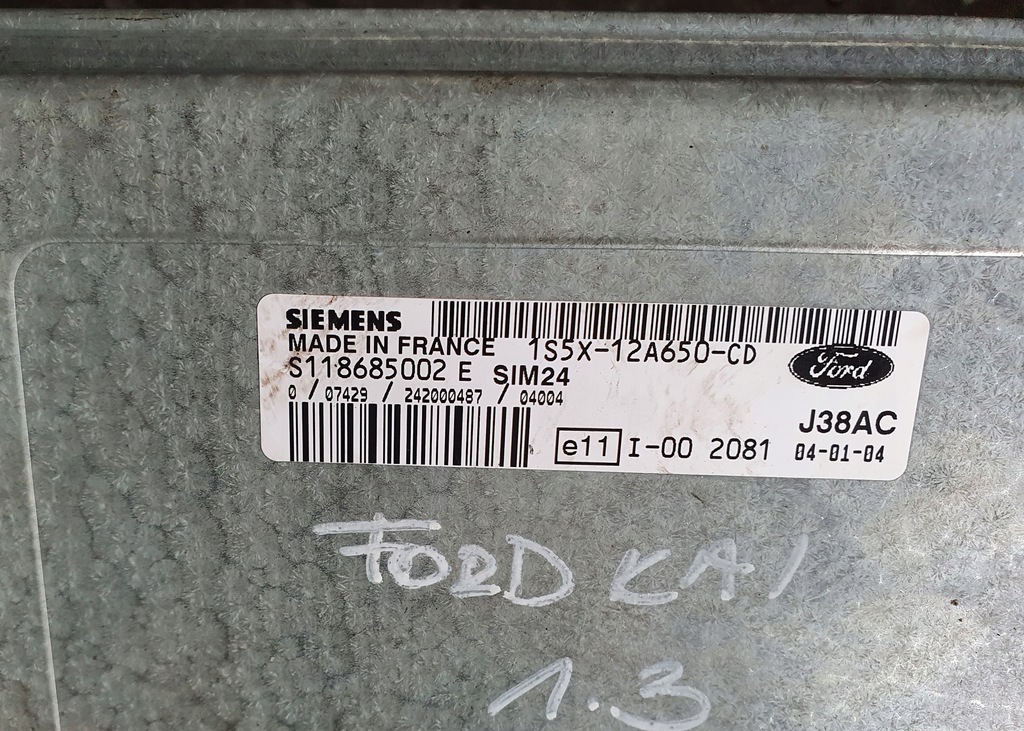 SIEMENS
MADE IN FRANCE 1S5X-12A650-CD
S118685002 E SIM24
Ford
0 / 07429 / 242000487 / 04004
J38AC
e11 I-00 2081 04-01-04
FORD KA/
1.3